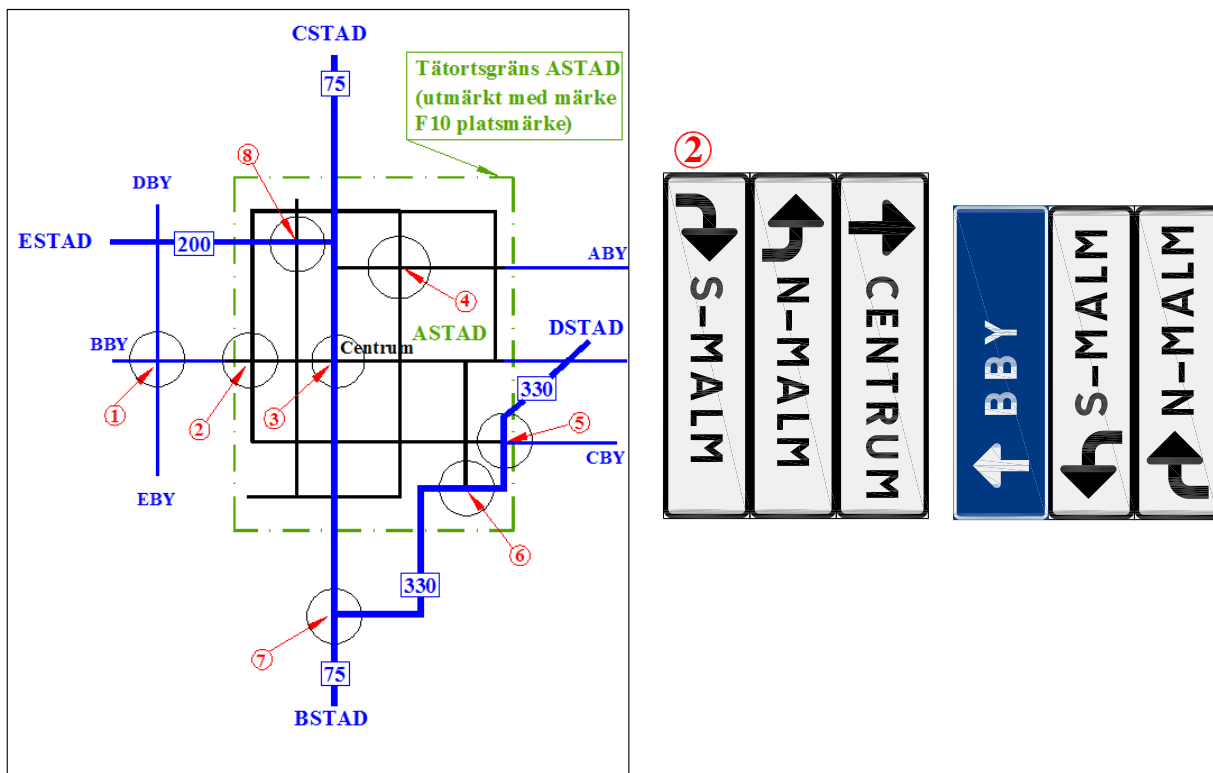 CSTAD
75
Tätortsgräns ASTAD
(utmärkt med märke
F10 platsmärke)
8
DBY
ESTAD
200
ABY
4
ASTAD
DSTAD
BBY
Centrum
330
1
2
3
5
CBY
EBY
6
330
7
75
BSTAD
2
S-MALM
N-MALM
CENTRUM
BBY
S-MALM
N-MALM